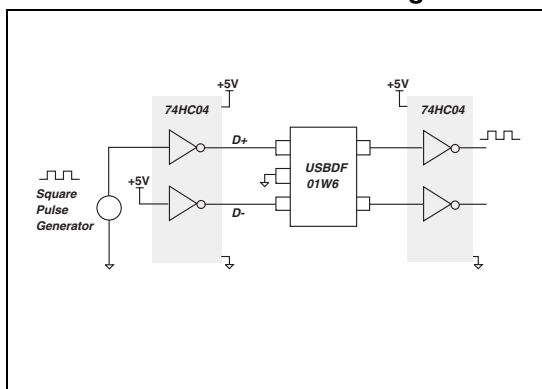 +5V
+5V
74HC04
74HC04
D+
USBDF
01W6
+5V
Square
Pulse
Generator
D-